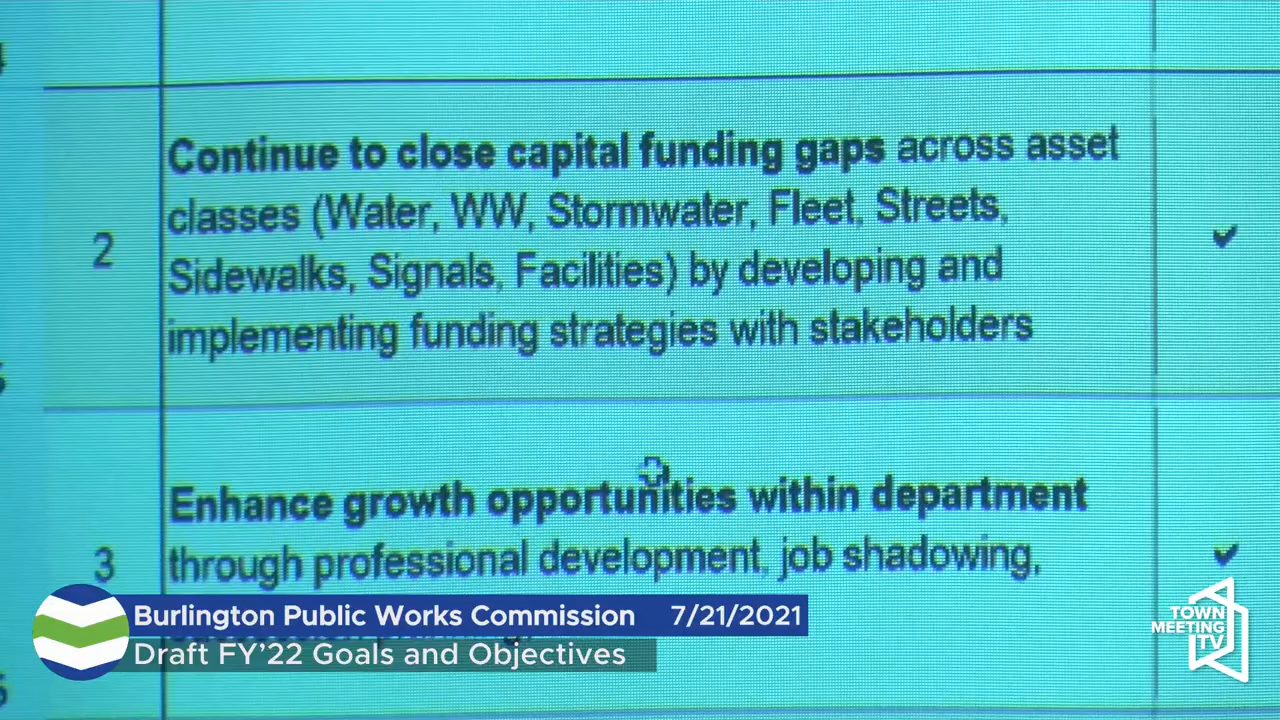 2
Continue to close capital funding gaps across asset
classes (Water, WW, Stormwater, Fleet, Streets,
Sidewalks, Signals, Facilities) by developing and
implementing funding strategies with stakeholders
3
Enhance growth opportunities within department
through professional development, job shadowing,
Burlington Public Works Commission 7/21/2021
Draft FY'22 Goals and Objectives
TOWN
MEETING
TV